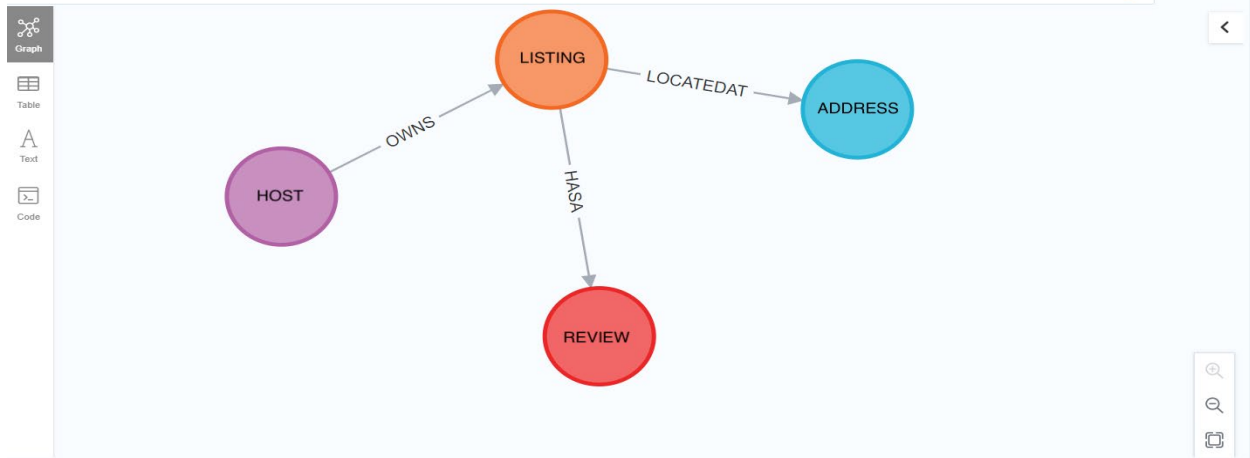 Graph
Table
A
Text
Code
LISTING
LOCATEDAT
ADDRESS
OWNS
HOST
HASA
REVIEW